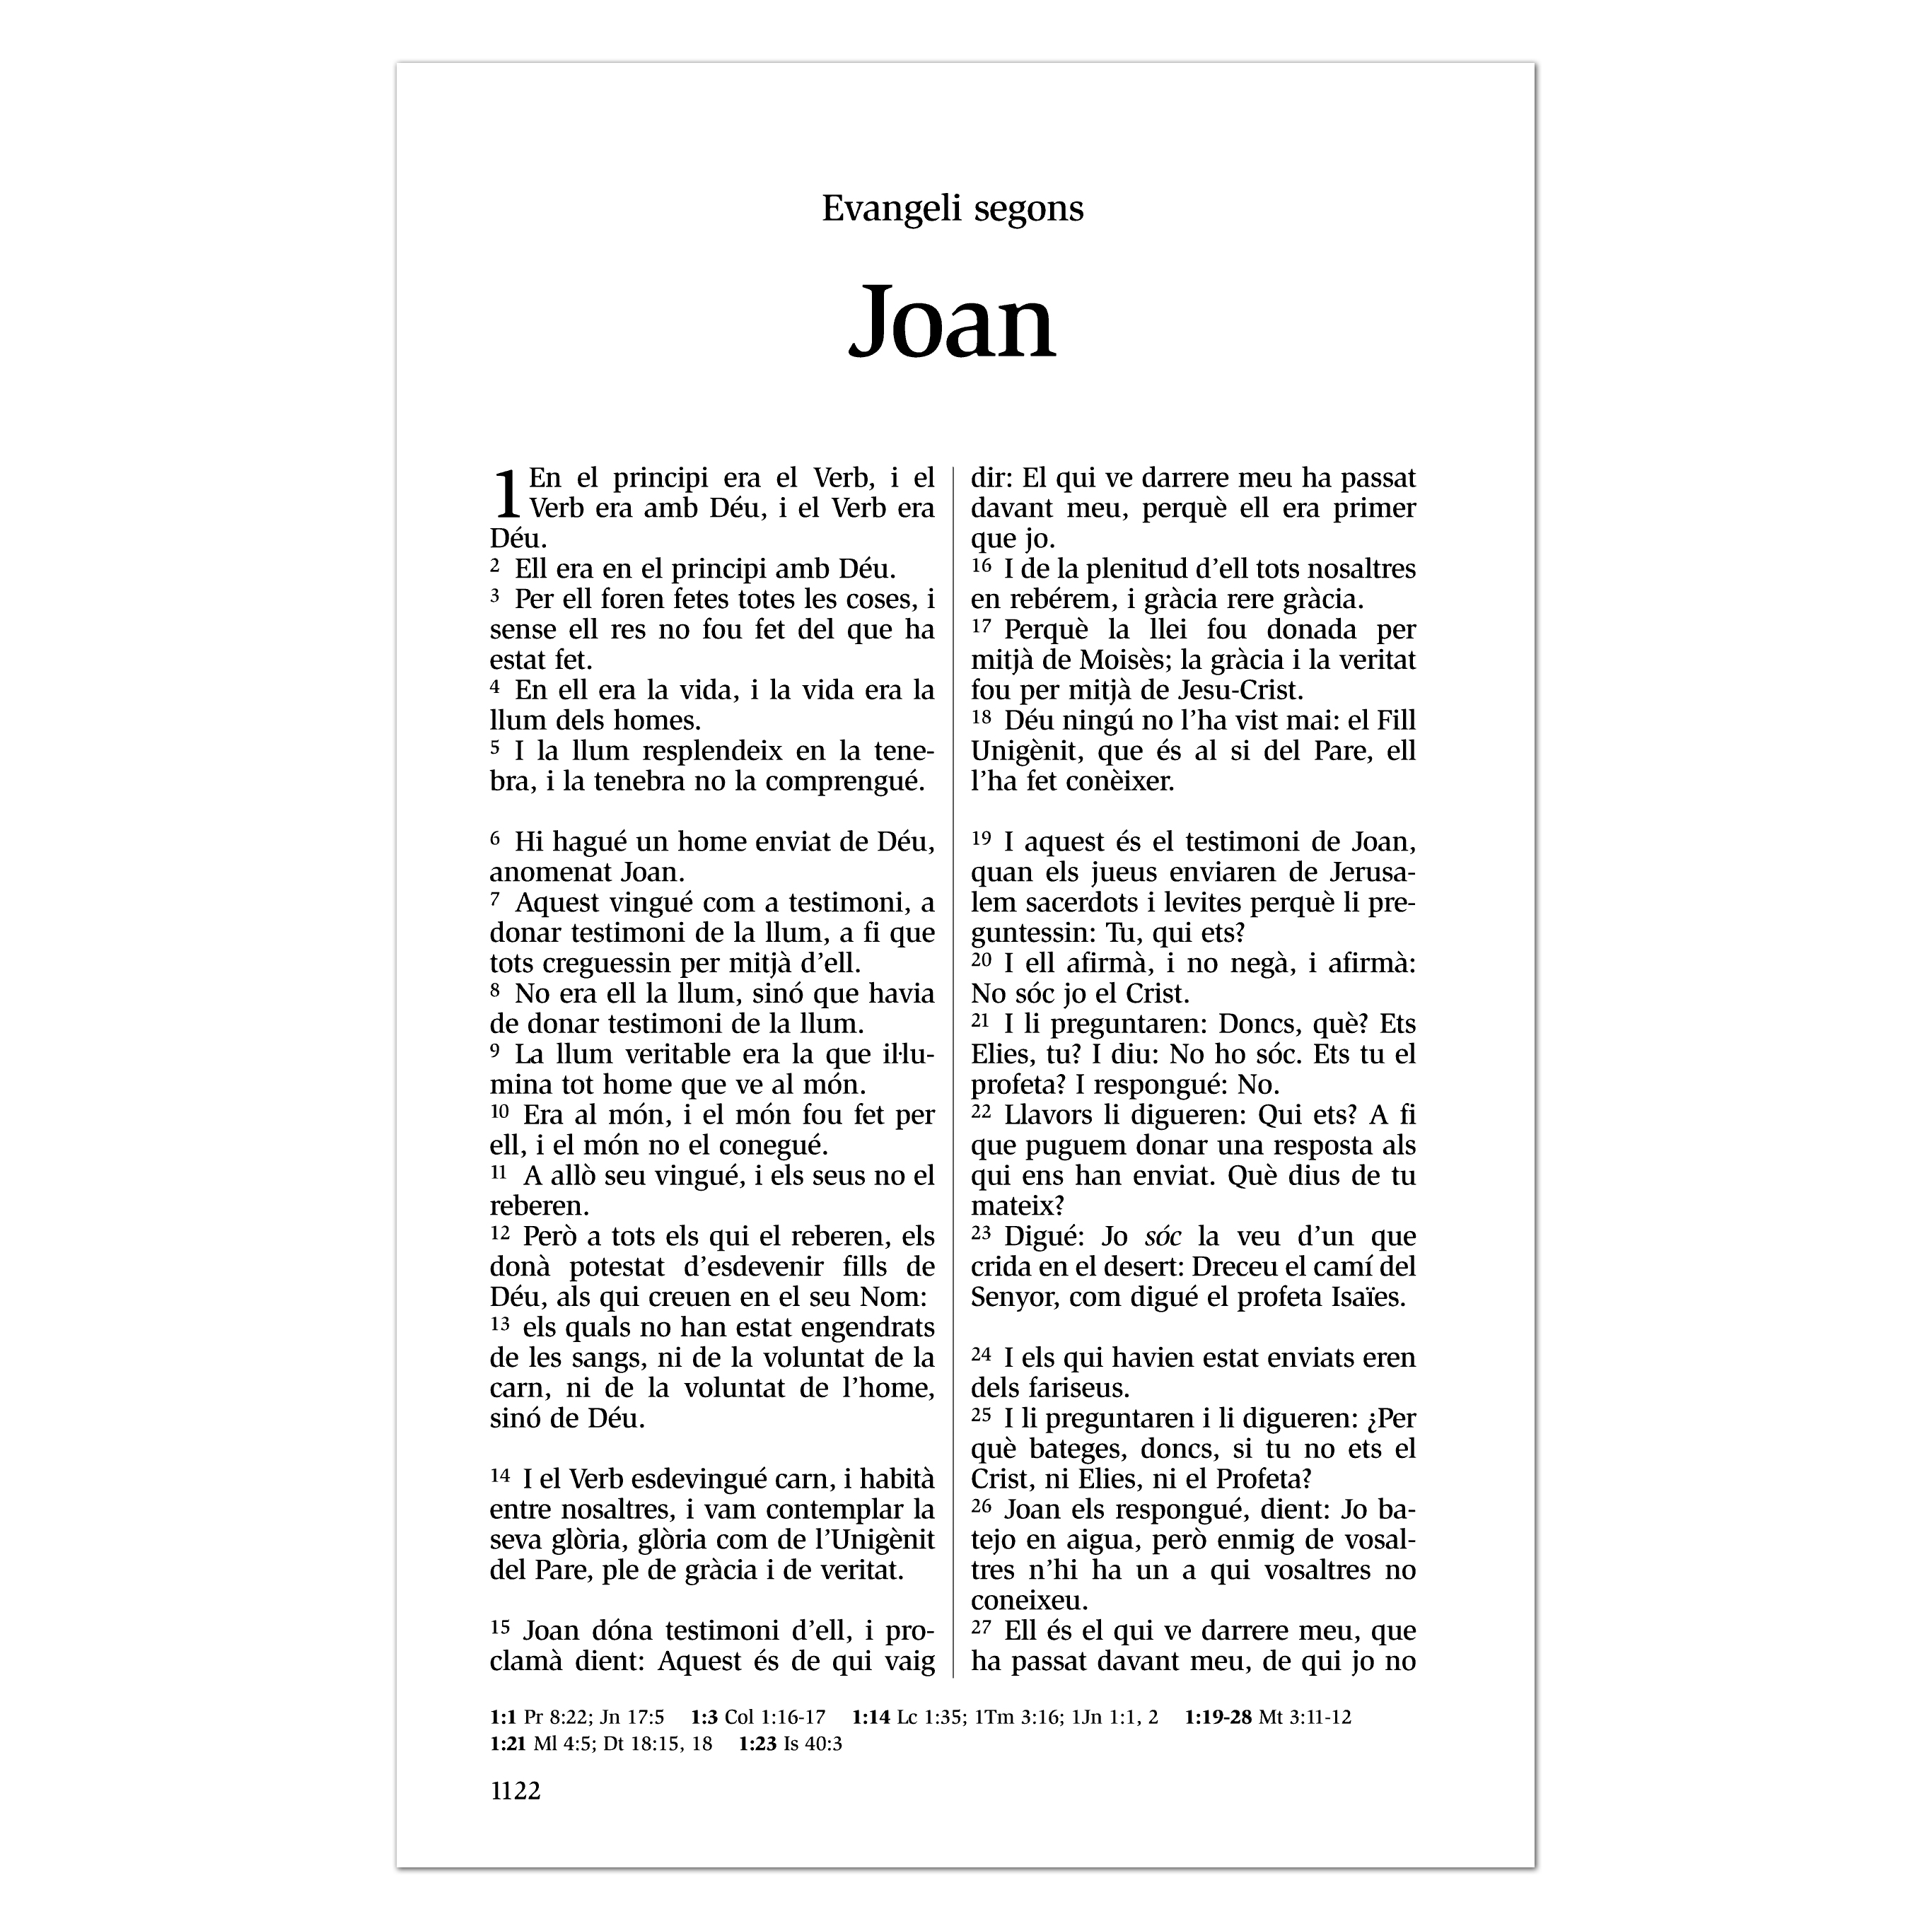 Evangeli segons
Joan
1 En el principi era el Verb, i el
Verb era amb Déu, i el Verb era
Déu.
2 Ell era en el principi amb Déu.
3 Per ell foren fetes totes les coses, i
sense ell res no fou fet del que ha
estat fet.
4 En ell era la vida, i la vida era la
llum dels homes.
5 I la llum resplendeix en la tene-
bra, i la tenebra no la comprengué.
6 Hi hagué un home enviat de Déu,
anomenat Joan.
7 Aquest vingué com a testimoni, a
donar testimoni de la llum, a fi que
tots creguessin per mitjà d’ell.
8 No era ell la llum, sinó que havia
de donar testimoni de la llum.
9 La llum veritable era la que il·lu-
mina tot home que ve al món.
10 Era al món, i el món fou fet per
ell, i el món no el conegué.
11 A allò seu vingué, i els seus no el
reberen.
12 Però a tots els qui el reberen, els
donà potestat d’esdevenir fills de
Déu, als qui creuen en el seu Nom:
13 els quals no han estat engendrats
de les sangs, ni de la voluntat de la
carn, ni de la voluntat de l’home,
sinó de Déu.
14 I el Verb esdevingué carn, i habità
entre nosaltres, i vam contemplar la
seva glòria, glòria com de l’Unigènit
del Pare, ple de gràcia i de veritat.
15 Joan dóna testimoni d’ell, i pro-
clamà dient: Aquest és de qui vaig
dir: El qui ve darrere meu ha passat
davant meu, perquè ell era primer
que jo.
16 I de la plenitud d’ell tots nosaltres
en rebérem, i gràcia rere gràcia.
17 Perquè la llei fou donada per
mitjà de Moisès; la gràcia i la veritat
fou per mitjà de Jesu-Crist.
18 Déu ningú no l’ha vist mai: el Fill
Unigènit, que és al si del Pare, ell
l’ha fet conèixer.
19 I aquest és el testimoni de Joan,
quan els jueus enviaren de Jerusa-
lem sacerdots i levites perquè li pre-
guntessin: Tu, qui ets?
20 I ell afirmà, i no negà, i afirmà:
No sóc jo el Crist.
21 I li preguntaren: Doncs, què? Ets
Elies, tu? I diu: No ho sóc. Ets tu el
profeta? I respongué: No.
22 Llavors li digueren: Qui ets? A fi
que puguem donar una resposta als
qui ens han enviat. Què dius de tu
mateix?
23 Digué: Jo sóc la veu d’un que
crida en el desert: Dreceu el camí del
Senyor, com digué el profeta Isaïes.
24 I els qui havien estat enviats eren
dels fariseus.
25 I li preguntaren i li digueren: ¿Per
què bateges, doncs, si tu no ets el
Crist, ni Elies, ni el Profeta?
26 Joan els respongué, dient: Jo ba-
tejo en aigua, però enmig de vosal-
tres n’hi ha un a qui vosaltres no
coneixeu.
27 Ell és el qui ve darrere meu, que
ha passat davant meu, de qui jo no
1:1 Pr 8:22; Jn 17:5 1:3 Col 1:16-17 1:14 Lc 1:35; 1Tm 3:16; 1Jn 1:1, 2 1:19-28 Mt 3:11-12
1:21 Ml 4:5; Dt 18:15, 18 1:23 Is 40:3
1122